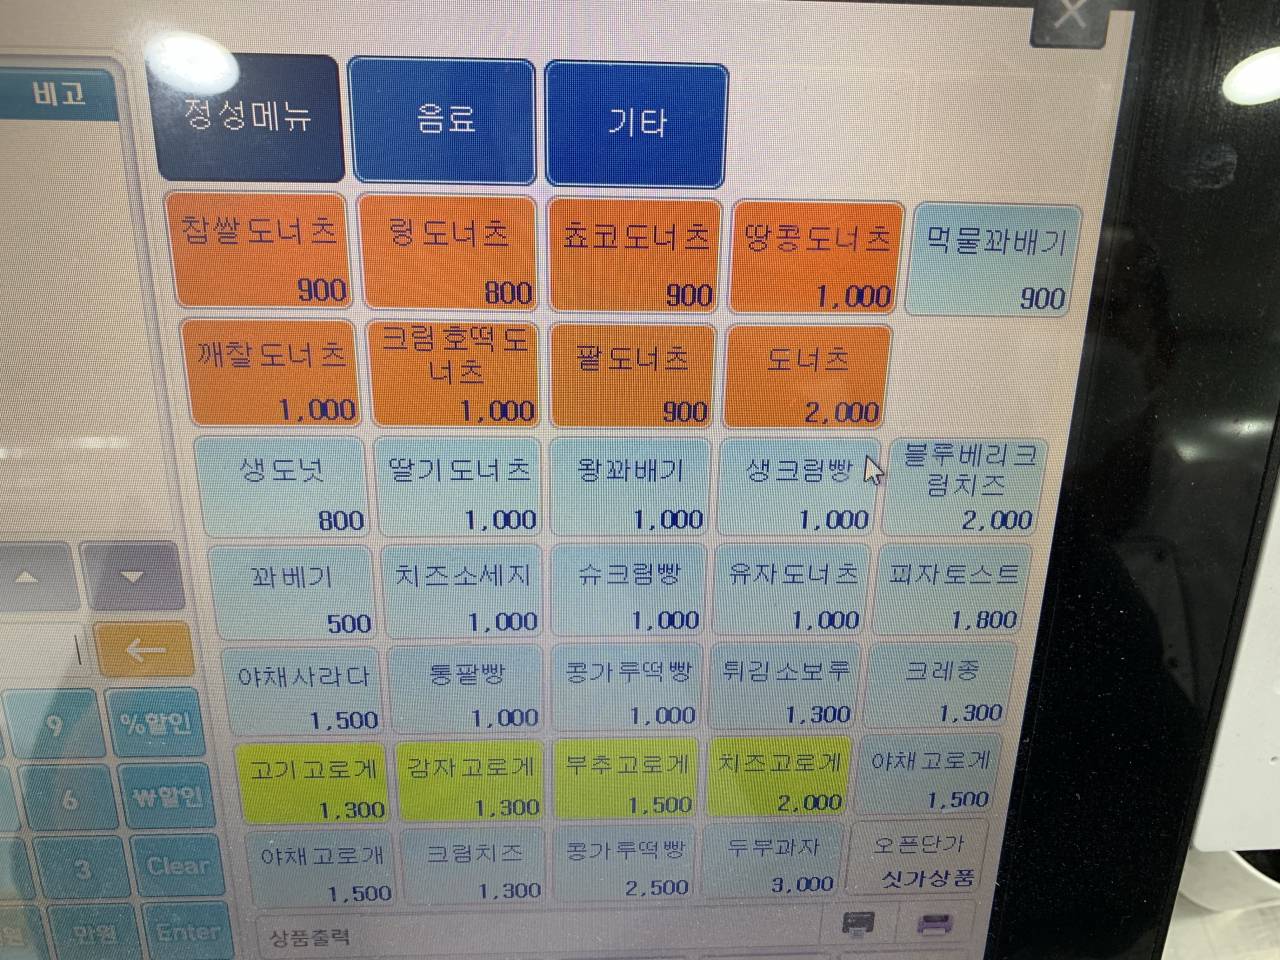 비고
정성메뉴
음료
기타
찹쌀도너츠
900
링도너츠
800
쵸코도너츠
900
땅콩도너츠
1,000
먹물꽈배기
900
깨찰도너츠
1,000
크림호떡도
너츠
1,000
팥도너츠
900
도너츠
2,000
생도넛
800
딸기도너츠
1,000
왕꽈배기
1,000
생크림빵
1,000
블루베리크
림치즈
2,000
꽈베기
500
치즈소세지
1,000
슈크림빵
1,000
유자도너츠
1,000
피자토스트
1,800
야채사라다
1,500
통팥빵
1,000
콩가루떡빵
1,000
튀김소보루
1,300
크레종
1,300
고기고로게
1,300
감자고로게
1,300
부추고로게
1,500
치즈고로게
2,000
야채고로게
1,500
야채고로개
1,500
크림치즈
1,300
콩가루떡빵
2,500
두부과자
3,000
오픈단가
싯가상품
9
%할인
6
₩할인
3
Clear
만원
Enter
상품출력